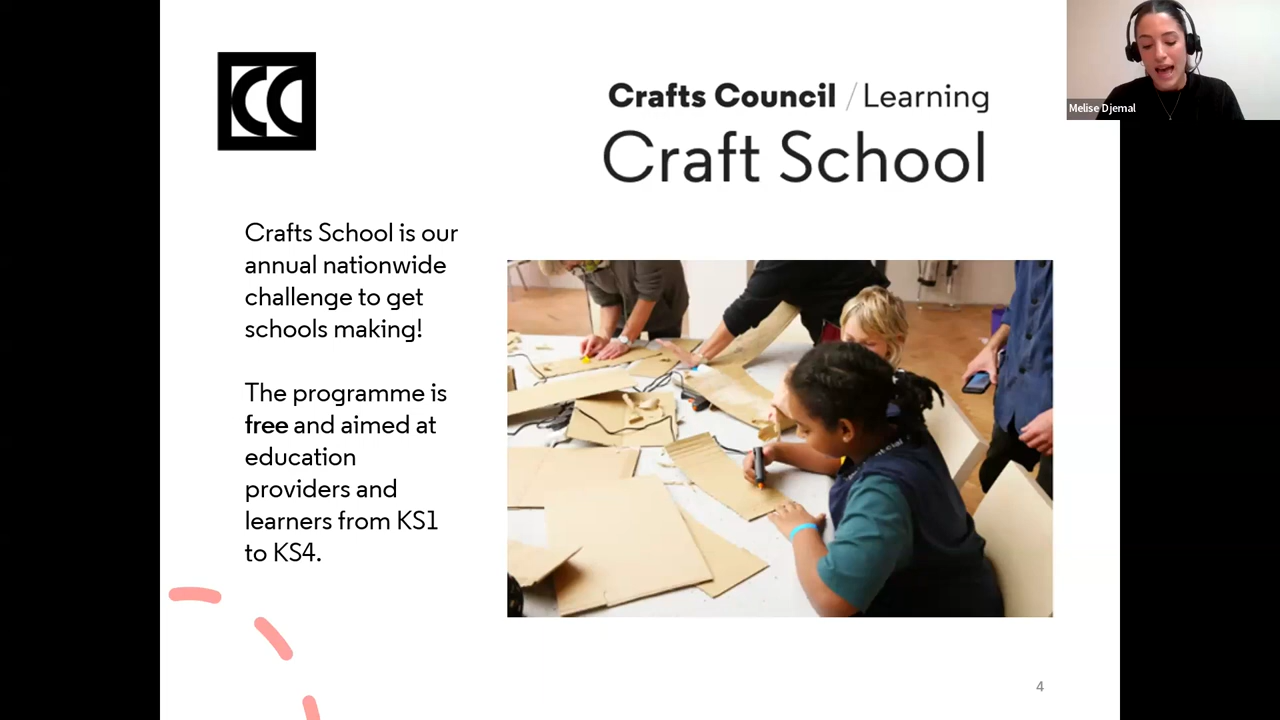 CC
Crafts Council / Learning
Craft School
Melise Djemal
Crafts School is our
annual nationwide
challenge to get
schools making!
The programme is
free and aimed at
education
providers and
learners from KS1
to KS4.
4